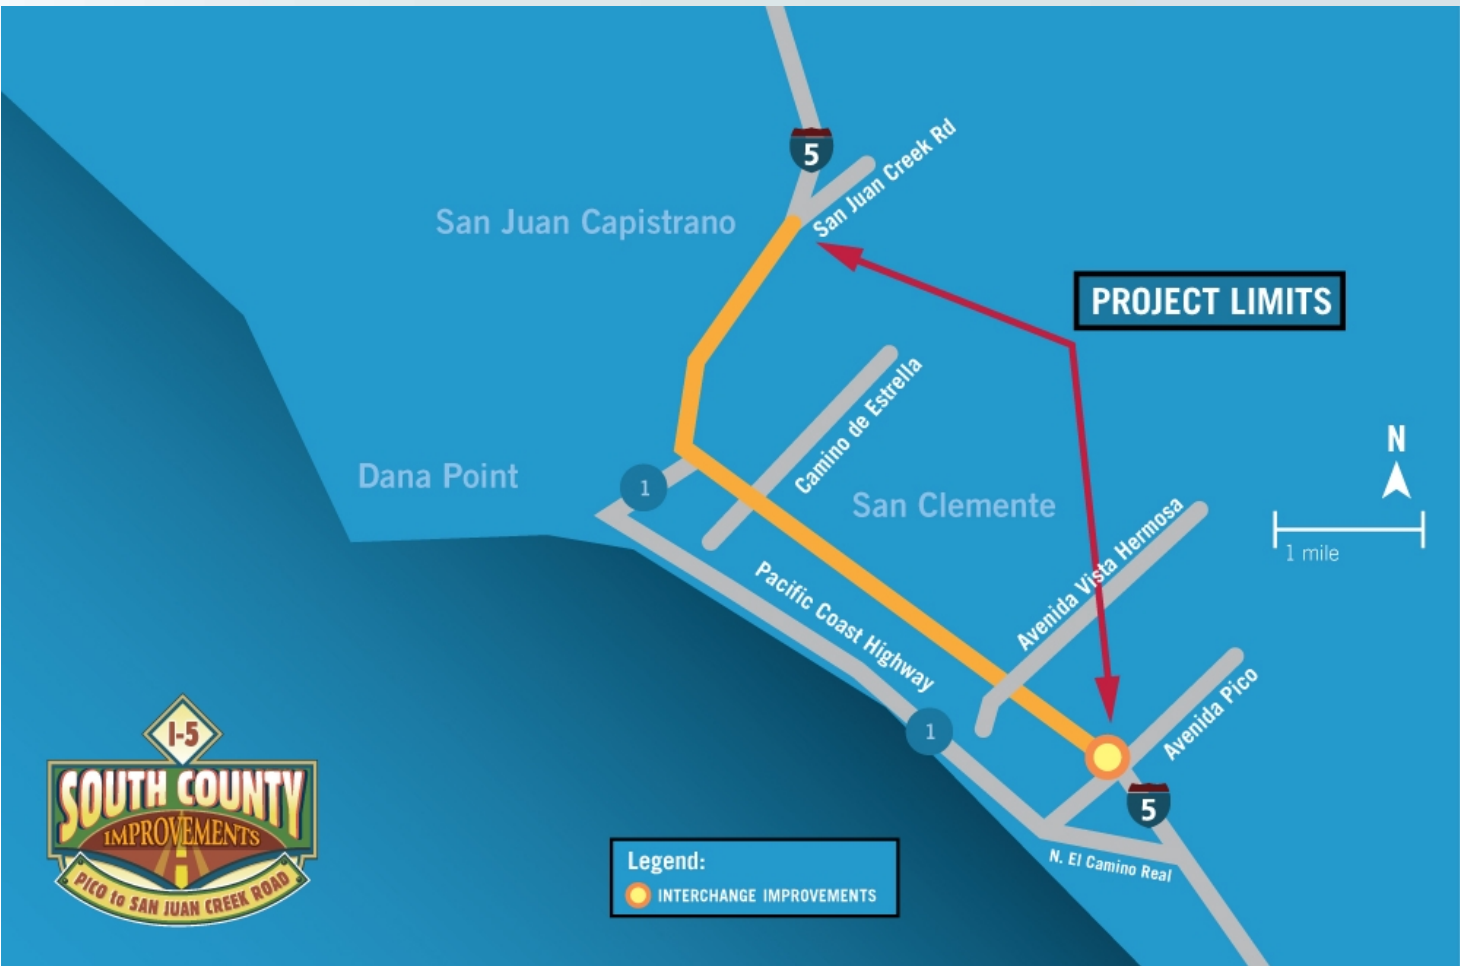 5
San Juan Creek Rd
San Juan Capistrano
PROJECT LIMITS
Camino de Estrella
N
Dana Point
1
San Clemente
Avenida Vista Hermosa
1 mile
Pacific Coast Highway
1
Avenida Pico
5
N. El Camino Real
I-5
SOUTH COUNTY
IMPROVEMENTS
PICO to SAN JUAN CREEK ROAD
Legend:
INTERCHANGE IMPROVEMENTS